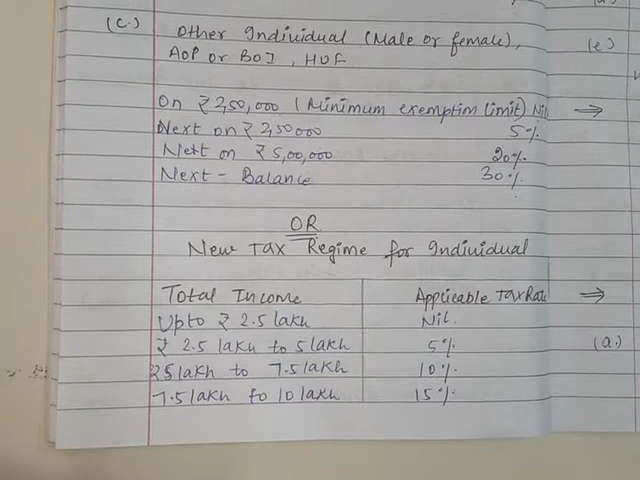 (C.) Other Individual (Male or female),
AOP or BOI, HUF
On ₹ 2,50,000 (Minimum exemption limit) Nil ⇒
Next on ₹ 2,50000 5%
Next on ₹ 5,00,000 20%
Next - Balance 30%
OR
New Tax Regime for Individual
Total Income Applicable Tax Rate ⇒
Upto ₹ 2.5 lakh Nil.
₹ 2.5 lakh to 5 lakh 5%
₹ 5 lakh to 7.5 lakh 10%
7.5 lakh to 10 lakh 15%
(e)
(a.)